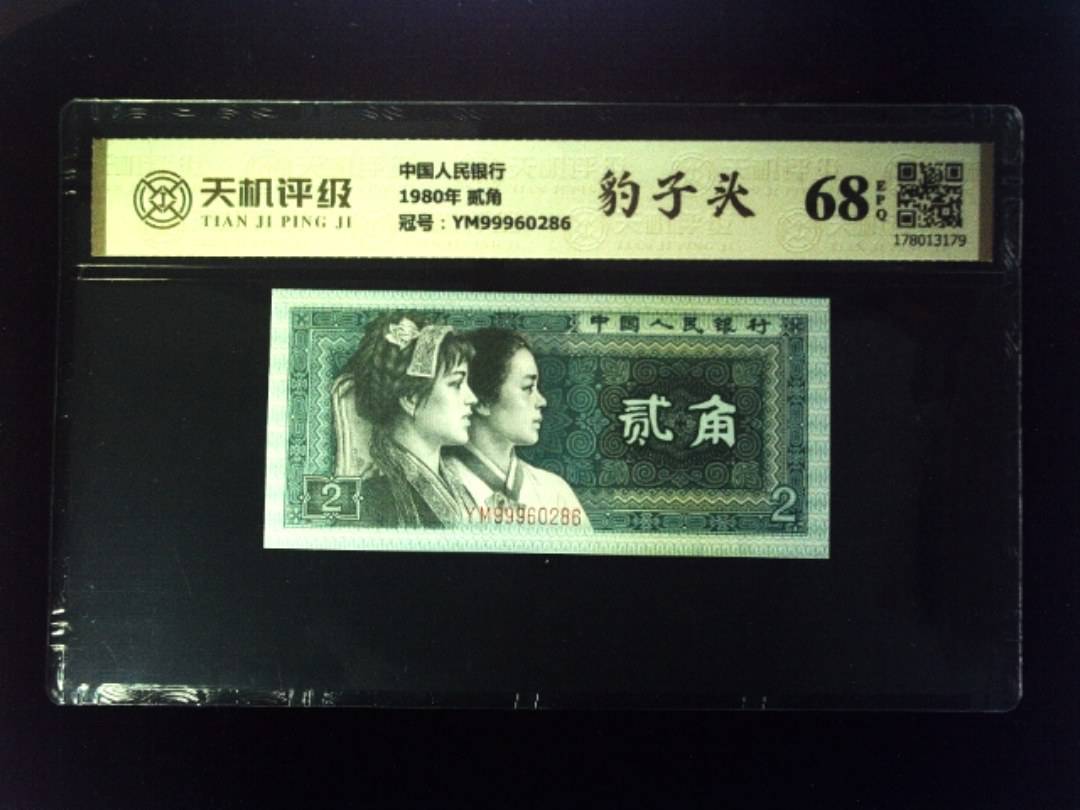 天机评级
TIAN JI PING JI
中国人民银行
1980年 贰角
冠号：YM99960286
豹子头
68
EPQ
178013179
中国人民银行
贰角
2
YM99960286
2